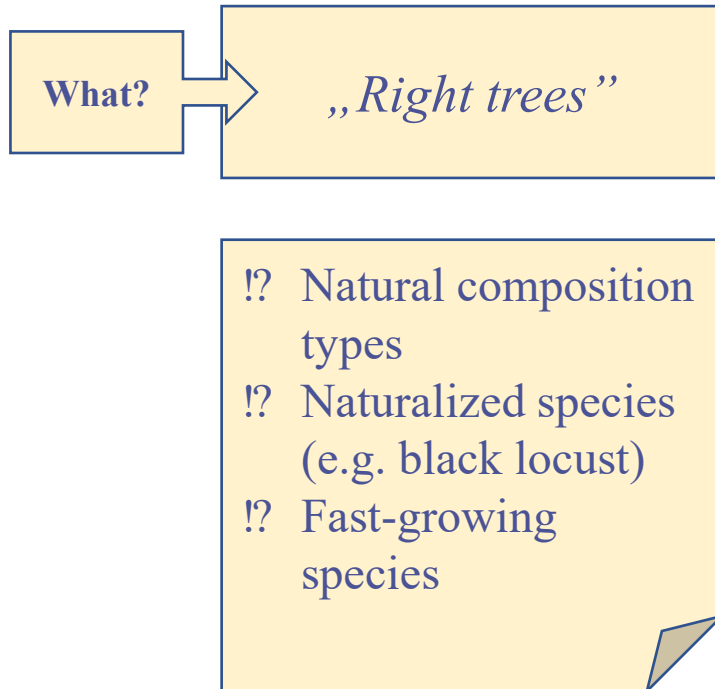 What?
„Right trees”
⁉ Natural composition
types
⁉ Naturalized species
(e.g. black locust)
⁉ Fast-growing
species